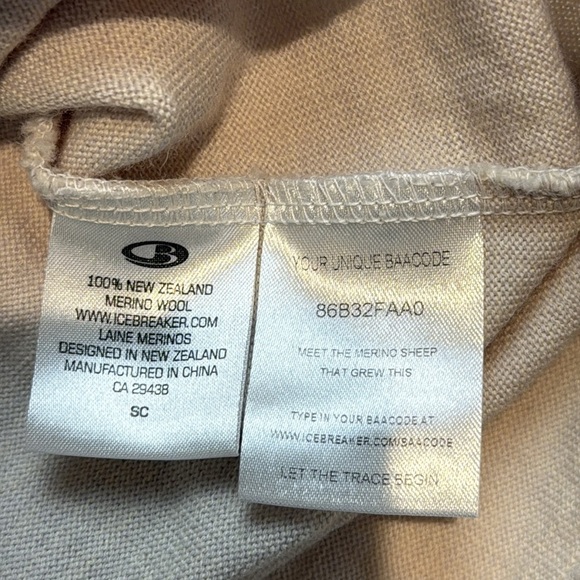 100% NEW ZEALAND
MERINO WOOL
WWW.ICEBREAKER.COM
LAINE MERINOS
DESIGNED IN NEW ZEALAND
MANUFACTURED IN CHINA
CA 29438
SC
YOUR UNIQUE BAACODE
86B32FAA0
MEET THE MERINO SHEEP
THAT GREW THIS
TYPE IN YOUR BAACODE AT
WWW.ICEBREAKER.COM/BAACODE
LET THE TRACE BEGIN